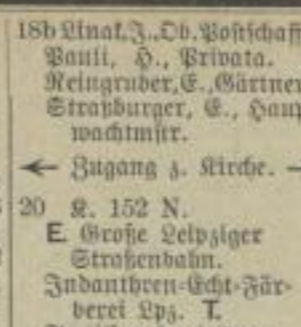 18b Linak, J., Ob. Postschaff
Pauli, H., Privata.
Reingruber, E., Gärtner
Straßburger, E., Haup
wachtmstr.
← Zugang z. Kirche. –
20 K. 152 N.
E Große Leipziger
Straßenbahn.
Indanthren-Echt-Fär-
berei Lpz. T.